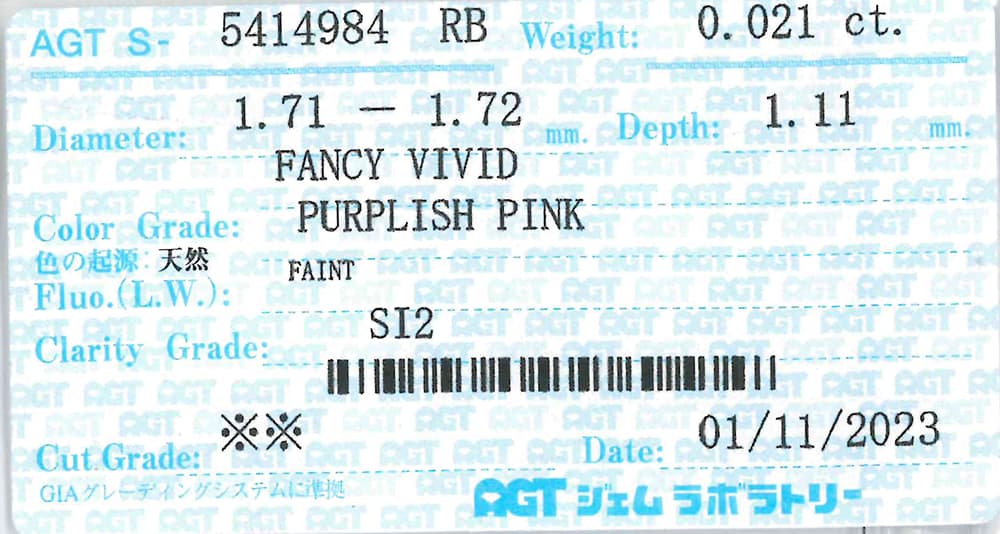 AGT S- 5414984 RB Weight: 0.021 ct.
Diameter: 1.71 — 1.72 mm. Depth: 1.11 mm.
FANCY VIVID
Color Grade: PURPLISH PINK
色の起源:天然
Fluo.(L.W.): FAINT
Clarity Grade: SI2
Cut Grade: ※※ Date: 01/11/2023
GIAグレーディングシステムに準拠
AGT ジェムラボラトリー